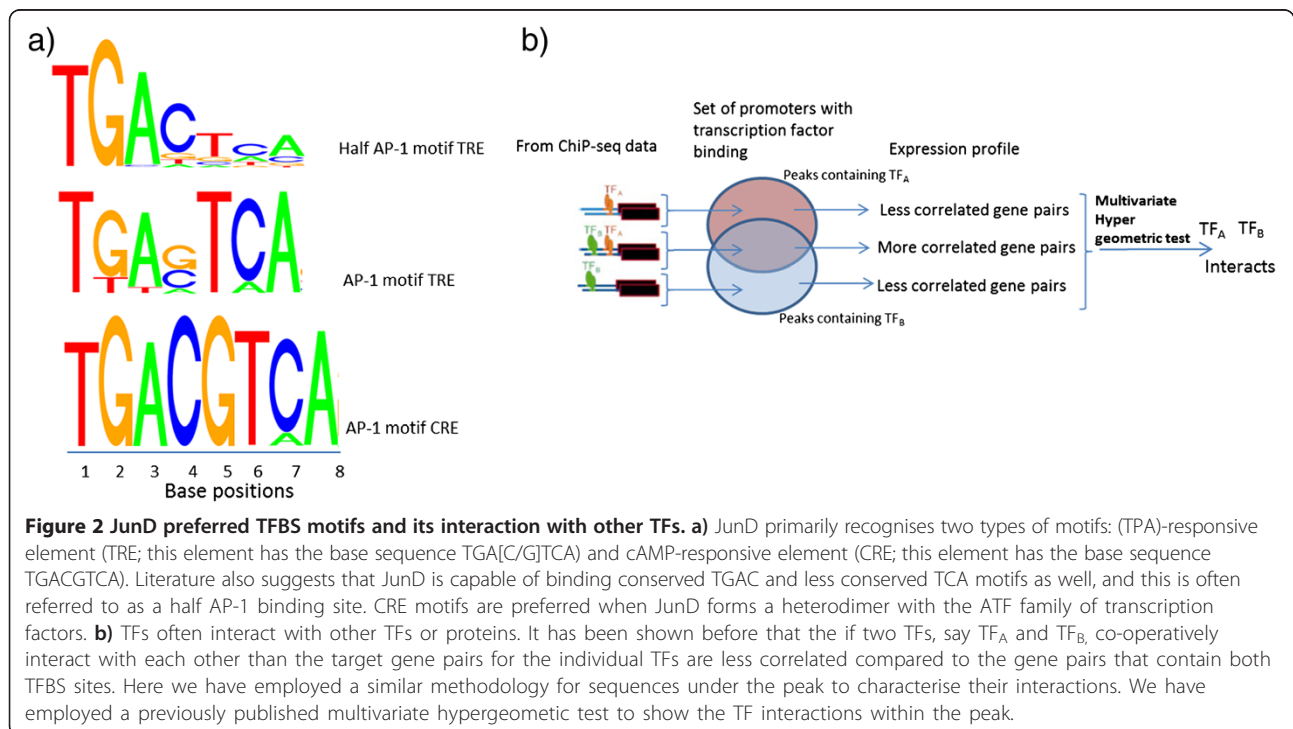 a)
TGACTCA
Half AP-1 motif TRE
TGAGTCA
C
AP-1 motif TRE
TGACGTCA
A
AP-1 motif CRE
1 2 3 4 5 6 7 8
Base positions
b)
From ChiP-seq data
Set of promoters with
transcription factor
binding
Expression profile
Peaks containing TFA
TFA
Less correlated gene pairs
TFB TFA
More correlated gene pairs
TFB
Less correlated gene pairs
Peaks containing TFB
Multivariate
Hyper
geometric test
TFA TFB
Interacts
Figure 2 JunD preferred TFBS motifs and its interaction with other TFs. a) JunD primarily recognises two types of motifs: (TPA)-responsive
element (TRE; this element has the base sequence TGA[C/G]TCA) and cAMP-responsive element (CRE; this element has the base sequence
TGACGTCA). Literature also suggests that JunD is capable of binding conserved TGAC and less conserved TCA motifs as well, and this is often
referred to as a half AP-1 binding site. CRE motifs are preferred when JunD forms a heterodimer with the ATF family of transcription
factors. b) TFs often interact with other TFs or proteins. It has been shown before that the if two TFs, say TFA and TFB, co-operatively
interact with each other than the target gene pairs for the individual TFs are less correlated compared to the gene pairs that contain both
TFBS sites. Here we have employed a similar methodology for sequences under the peak to characterise their interactions. We have
employed a previously published multivariate hypergeometic test to show the TF interactions within the peak.